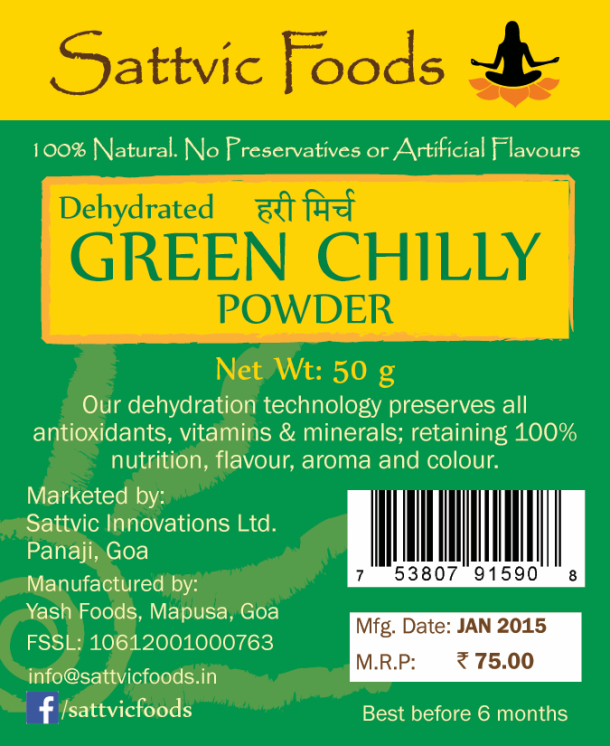 Sattvic Foods
100% Natural. No Preservatives or Artificial Flavours
Dehydrated हरी मिर्च
GREEN CHILLY
POWDER
Net Wt: 50 g
Our dehydration technology preserves all
antioxidants, vitamins & minerals; retaining 100%
nutrition, flavour, aroma and colour.
Marketed by:
Sattvic Innovations Ltd.
Panaji, Goa
Manufactured by:
Yash Foods, Mapusa, Goa
FSSL: 10612001000763
info@sattvicfoods.in
f /sattvicfoods
7 53807 91590 8
Mfg. Date: JAN 2015
M.R.P: ₹ 75.00
Best before 6 months